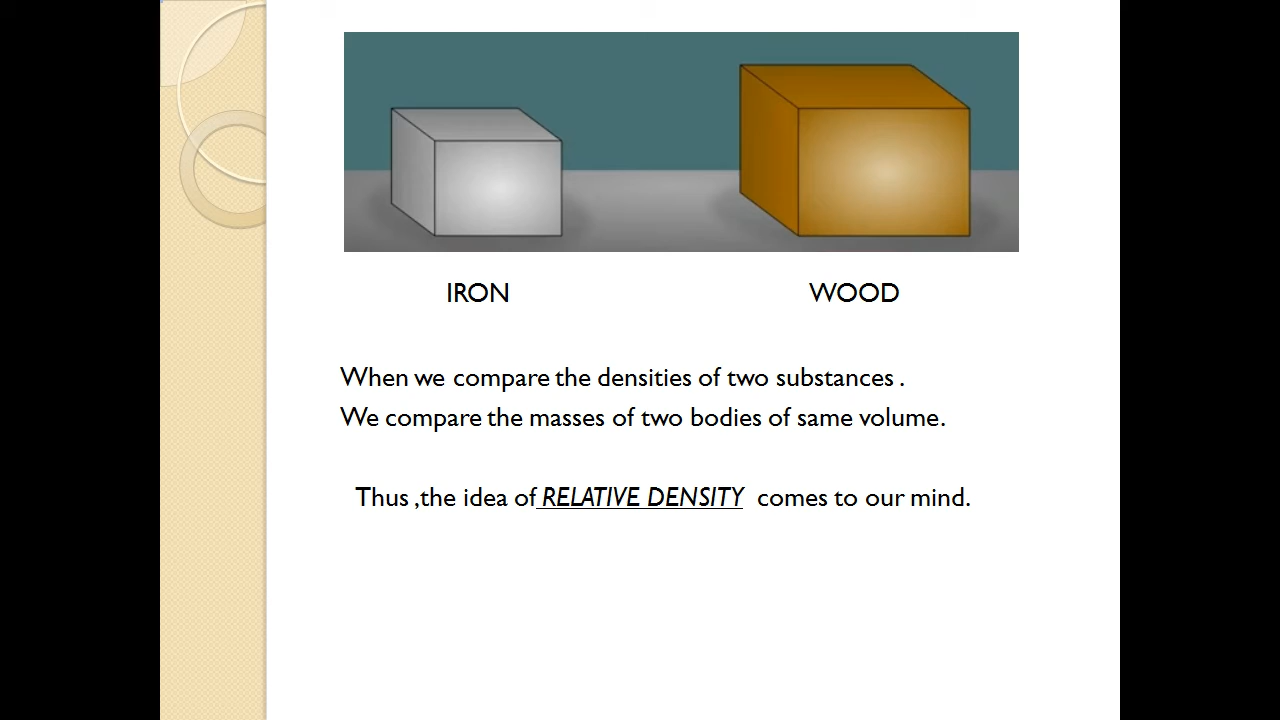 IRON WOOD
When we compare the densities of two substances .
We compare the masses of two bodies of same volume.
Thus ,the idea of RELATIVE DENSITY comes to our mind.